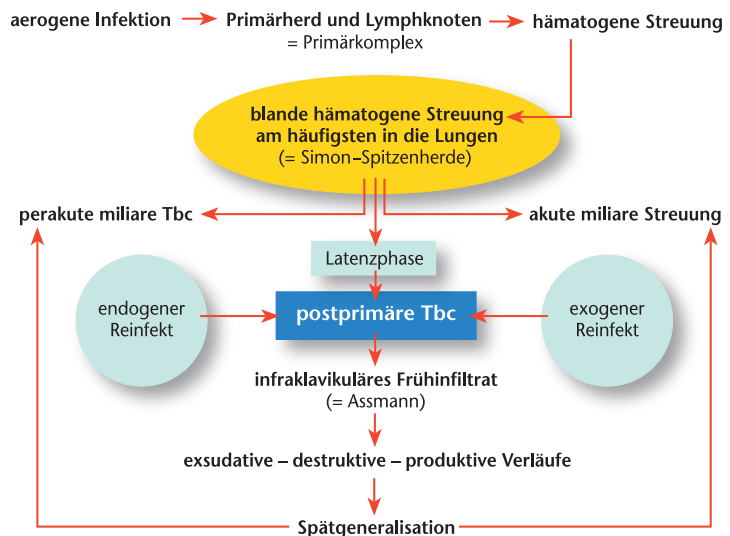 aerogene Infektion
Primärherd und Lymphknoten
= Primärkomplex
hämatogene Streuung
blande hämatogene Streuung
am häufigsten in die Lungen
(= Simon-Spitzenherde)
perakute miliare Tbc
akute miliare Streuung
Latenzphase
endogener
Reinfekt
postprimäre Tbc
exogener
Reinfekt
infraklavikuläres Frühinfiltrat
(= Assmann)
exsudative – destruktive – produktive Verläufe
Spätgeneralisation